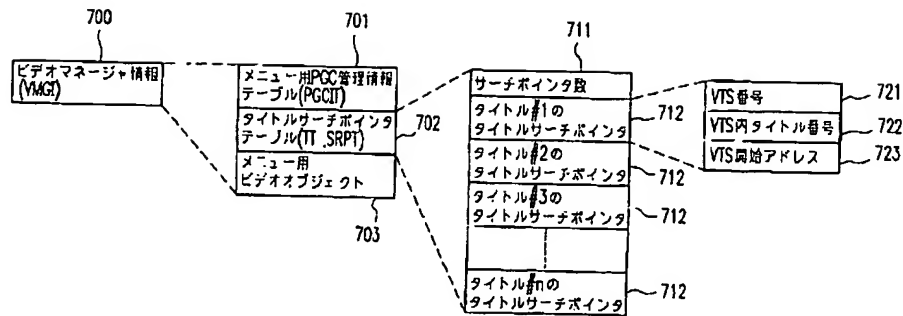 700
ビデオマネージャ情報
(VMGI)
701
メニュー用PGC管理情報
テーブル(PGCIT)
タイトルサーチポインタ
テーブル(TT_SRPT)
702
メニュー用
ビデオオブジェクト
703
711
サーチポインタ数
タイトル#1の
タイトルサーチポインタ
712
タイトル#2の
タイトルサーチポインタ
712
タイトル#3の
タイトルサーチポインタ
712
タイトル#nの
タイトルサーチポインタ
712
VTS番号
721
VTS内タイトル番号
722
VTS開始アドレス
723